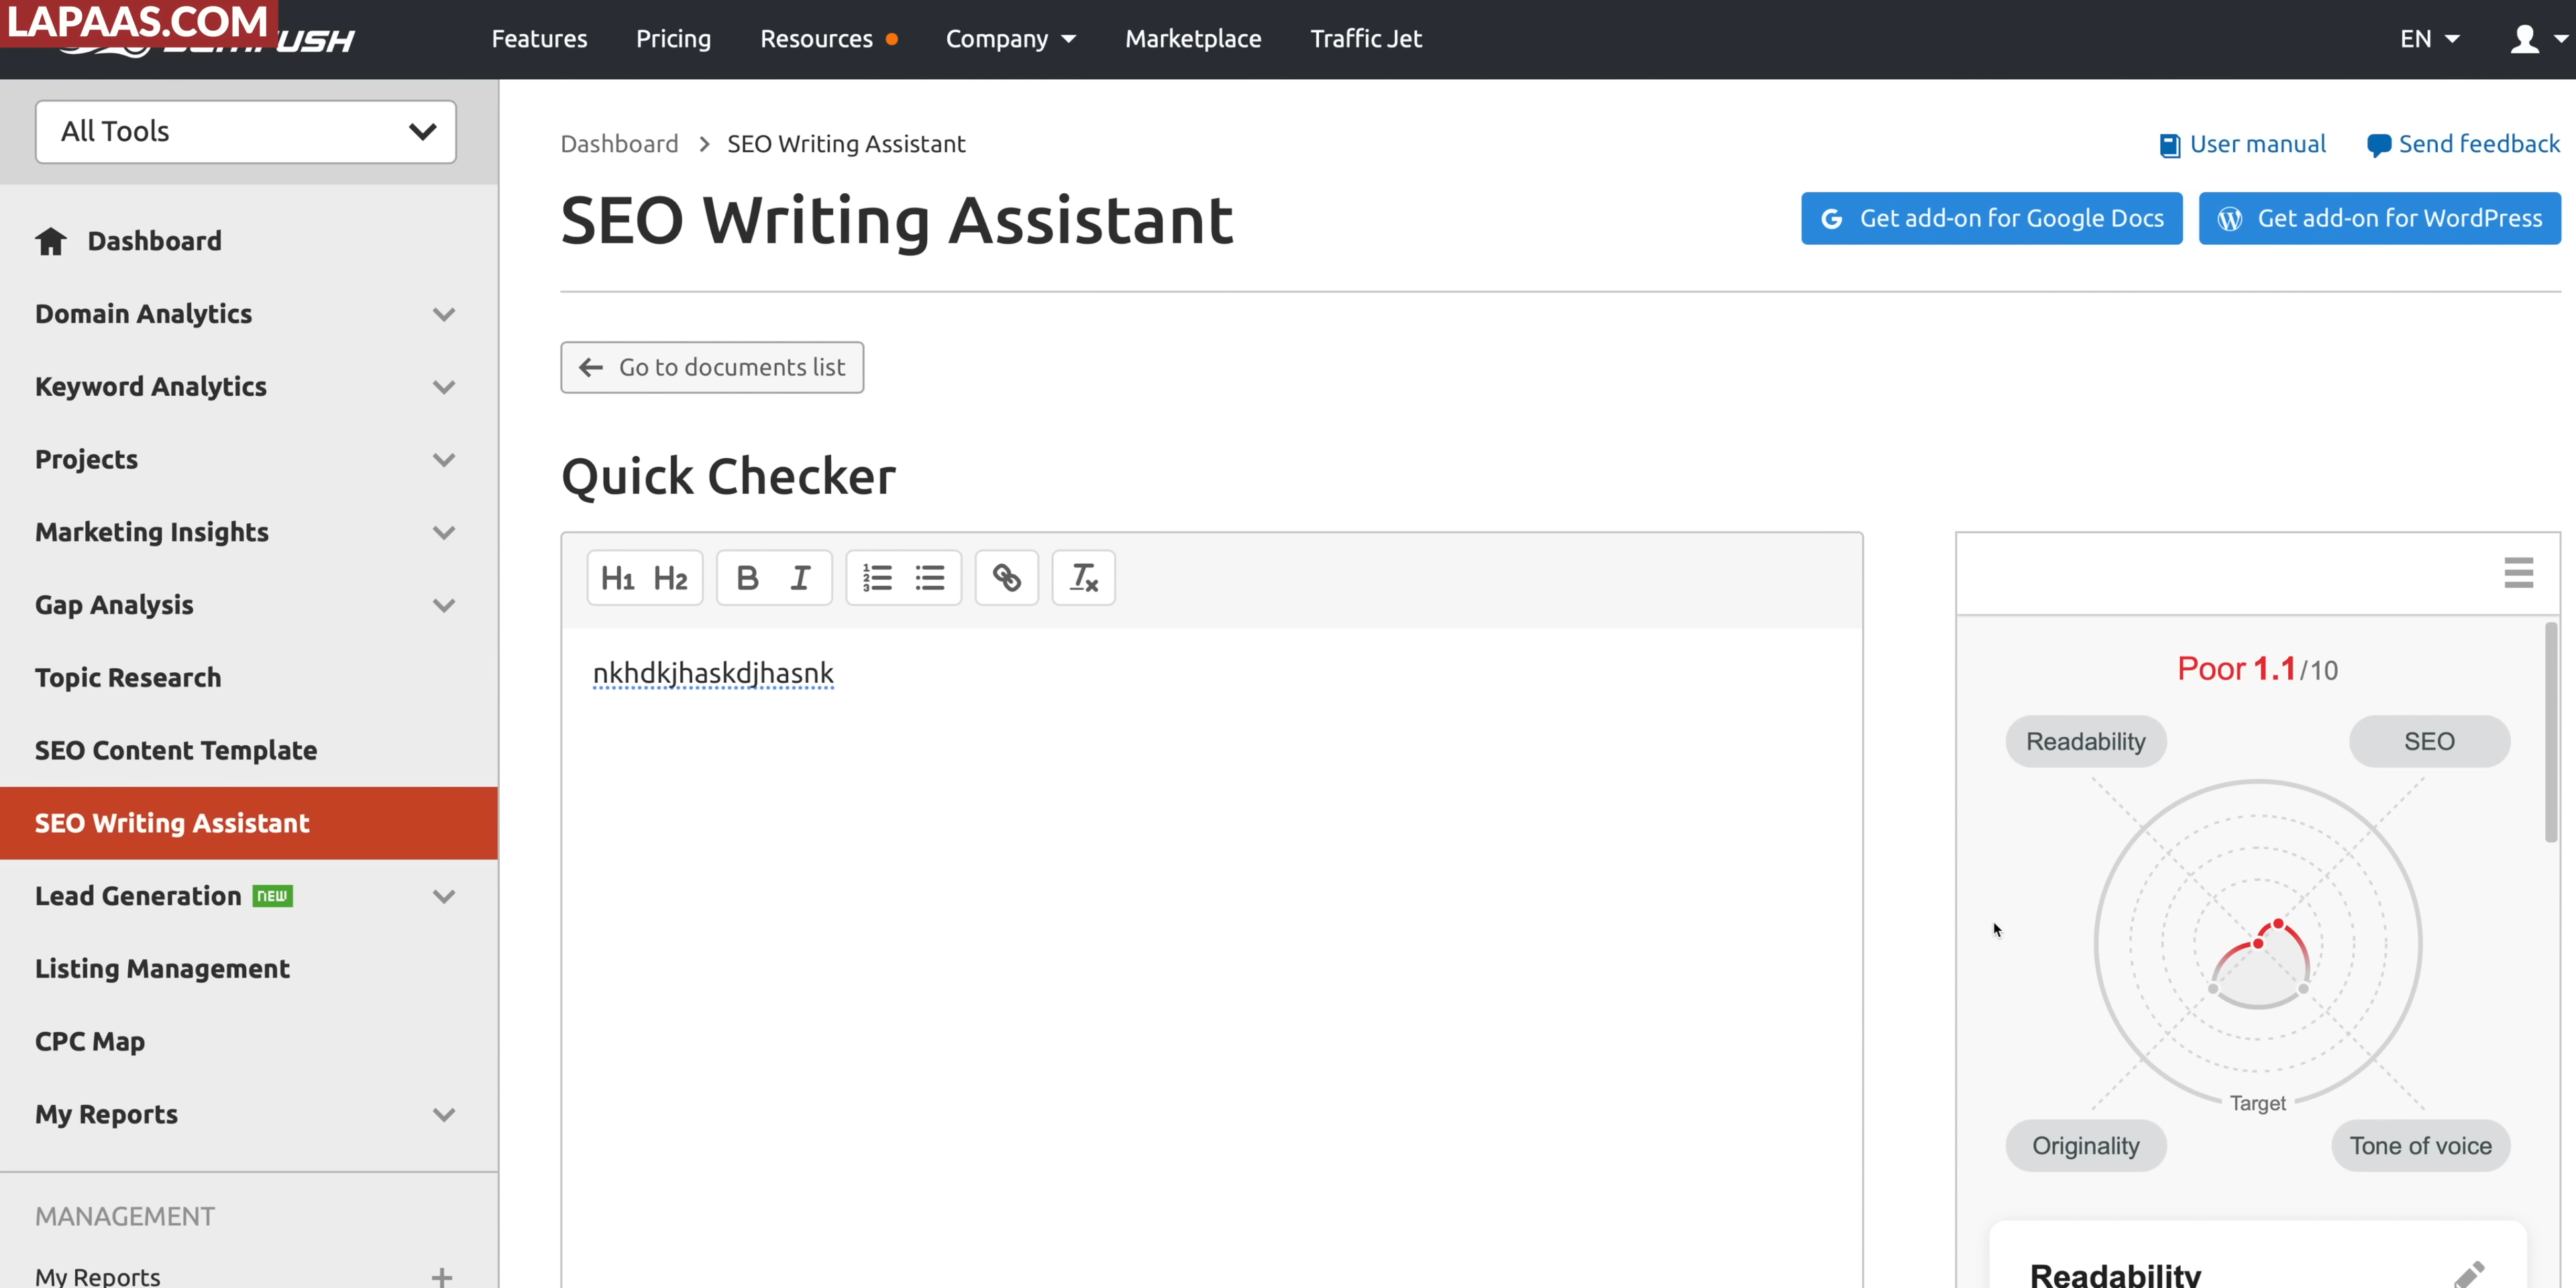 LAPAAS.COM
Features Pricing Resources Company Marketplace Traffic Jet EN
All Tools
Dashboard
Domain Analytics
Keyword Analytics
Projects
Marketing Insights
Gap Analysis
Topic Research
SEO Content Template
SEO Writing Assistant
Lead Generation new
Listing Management
CPC Map
My Reports
MANAGEMENT
My Reports
Dashboard > SEO Writing Assistant
User manual Send feedback
SEO Writing Assistant
Get add-on for Google Docs Get add-on for WordPress
Go to documents list
Quick Checker
H1 H2 B I
nkhdkjhaskdjhasnk
Poor 1.1/10
Readability SEO
Target
Originality Tone of voice
Readability